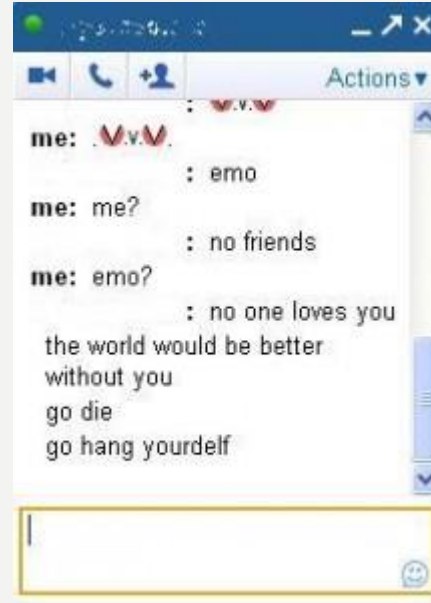 Actions
: V.v.V
me: .V.v.V.
: emo
me: me?
: no friends
me: emo?
: no one loves you
the world would be better
without you
go die
go hang yourdelf